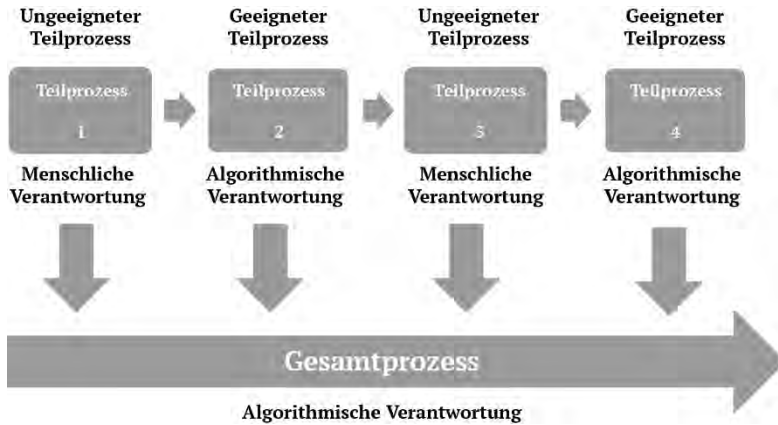 Ungeeigneter
Teilprozess
Geeigneter
Teilprozess
Ungeeigneter
Teilprozess
Geeigneter
Teilprozess
Teilprozess
1
Teilprozess
2
Teilprozess
3
Teilprozess
4
Menschliche
Verantwortung
Algorithmische
Verantwortung
Menschliche
Verantwortung
Algorithmische
Verantwortung
Gesamtprozess
Algorithmische Verantwortung